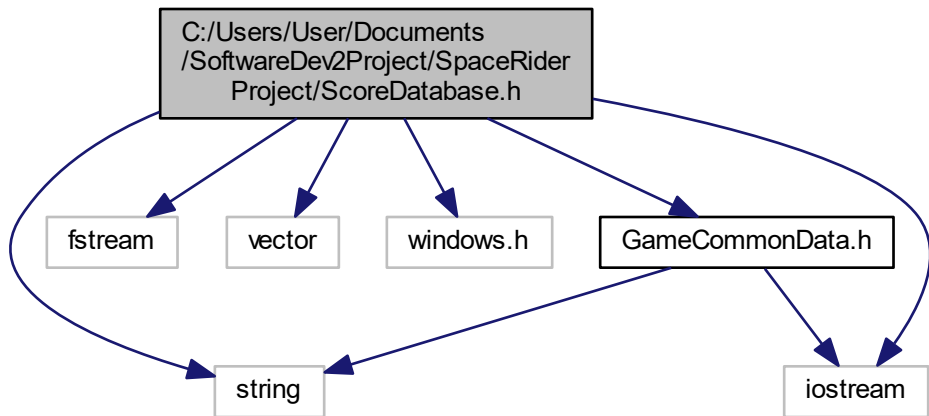 C:/Users/User/Documents
/SoftwareDev2Project/SpaceRider
Project/ScoreDatabase.h
fstream
vector
windows.h
GameCommonData.h
string
iostream